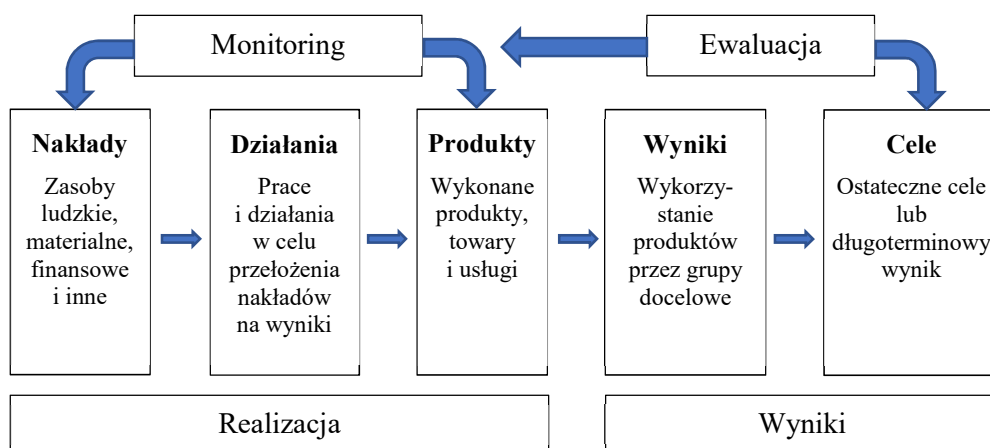 Monitoring
Ewaluacja
Nakłady
Zasoby
ludzkie,
materialne,
finansowe
i inne
Działania
Prace
i działania
w celu
przełożenia
nakładów
na wyniki
Produkty
Wykonane
produkty,
towary
i usługi
Wyniki
Wykorzy-
stanie
produktów
przez grupy
docelowe
Cele
Ostateczne cele
lub
długoterminowy
wynik
Realizacja
Wyniki